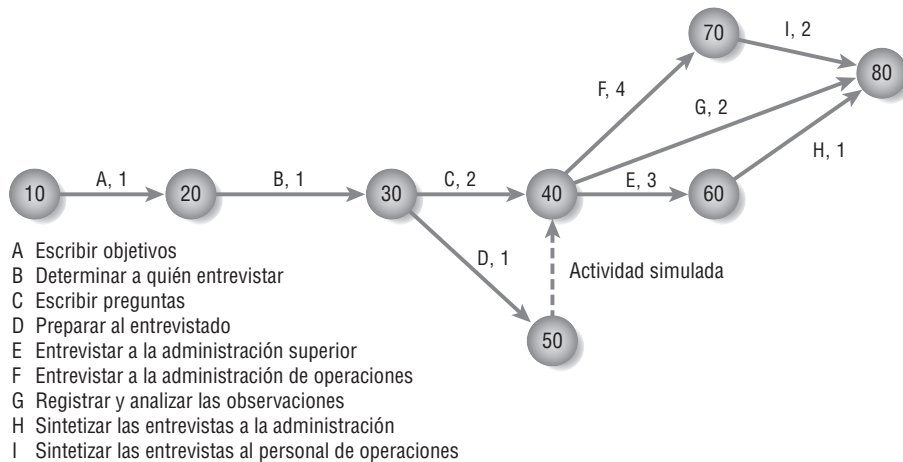 70
I, 2
80
F, 4
G, 2
H, 1
10
A, 1
20
B, 1
30
C, 2
40
E, 3
60
D, 1
Actividad simulada
50
A Escribir objetivos
B Determinar a quién entrevistar
C Escribir preguntas
D Preparar al entrevistado
E Entrevistar a la administración superior
F Entrevistar a la administración de operaciones
G Registrar y analizar las observaciones
H Sintetizar las entrevistas a la administración
I Sintetizar las entrevistas al personal de operaciones